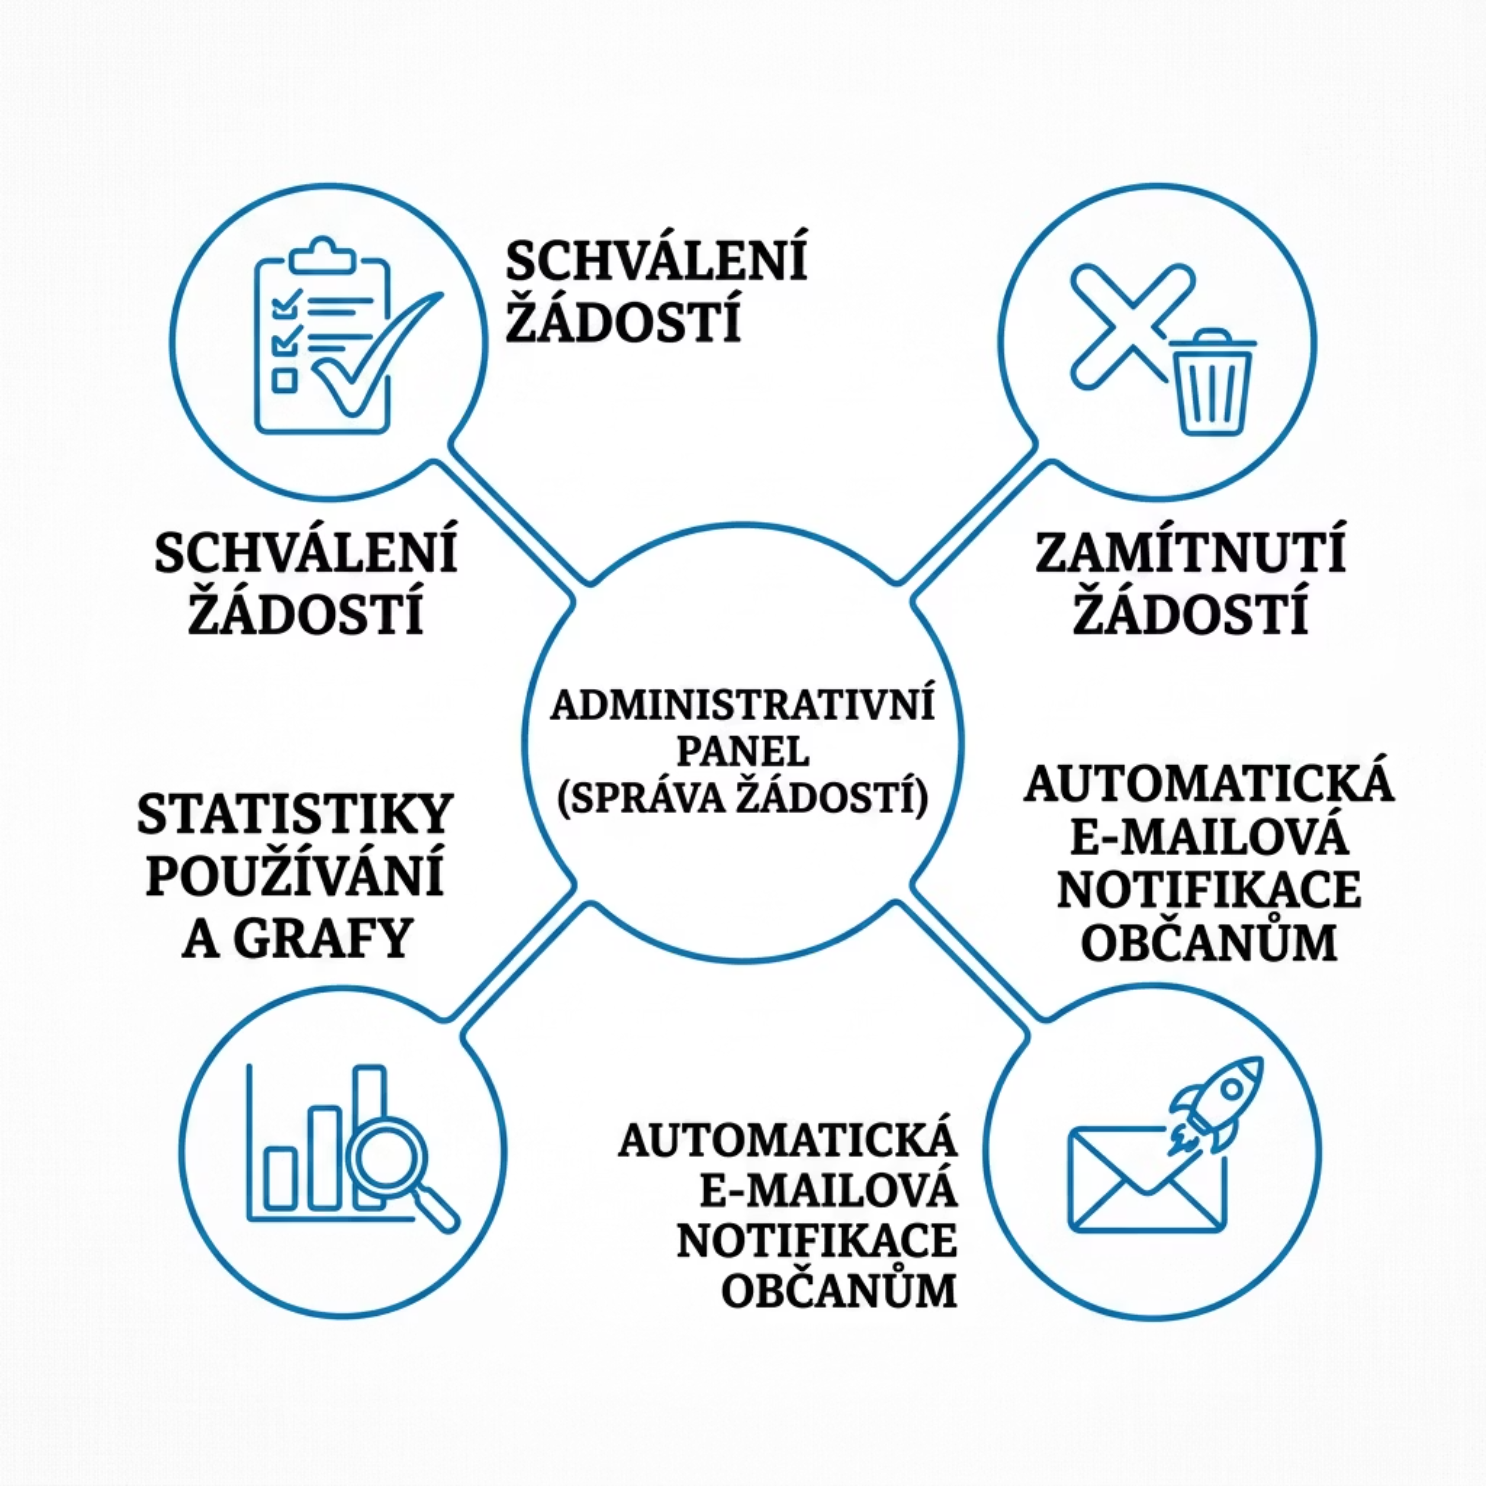 SCHVÁLENÍ
ŽÁDOSTÍ
SCHVÁLENÍ
ŽÁDOSTÍ
ZAMÍTNUTÍ
ŽÁDOSTÍ
ADMINISTRATIVNÍ
PANEL
(SPRÁVA ŽÁDOSTÍ)
STATISTIKY
POUŽÍVÁNÍ
A GRAFY
AUTOMATICKÁ
E-MAILOVÁ
NOTIFIKACE
OBČANŮM
AUTOMATICKÁ
E-MAILOVÁ
NOTIFIKACE
OBČANŮM